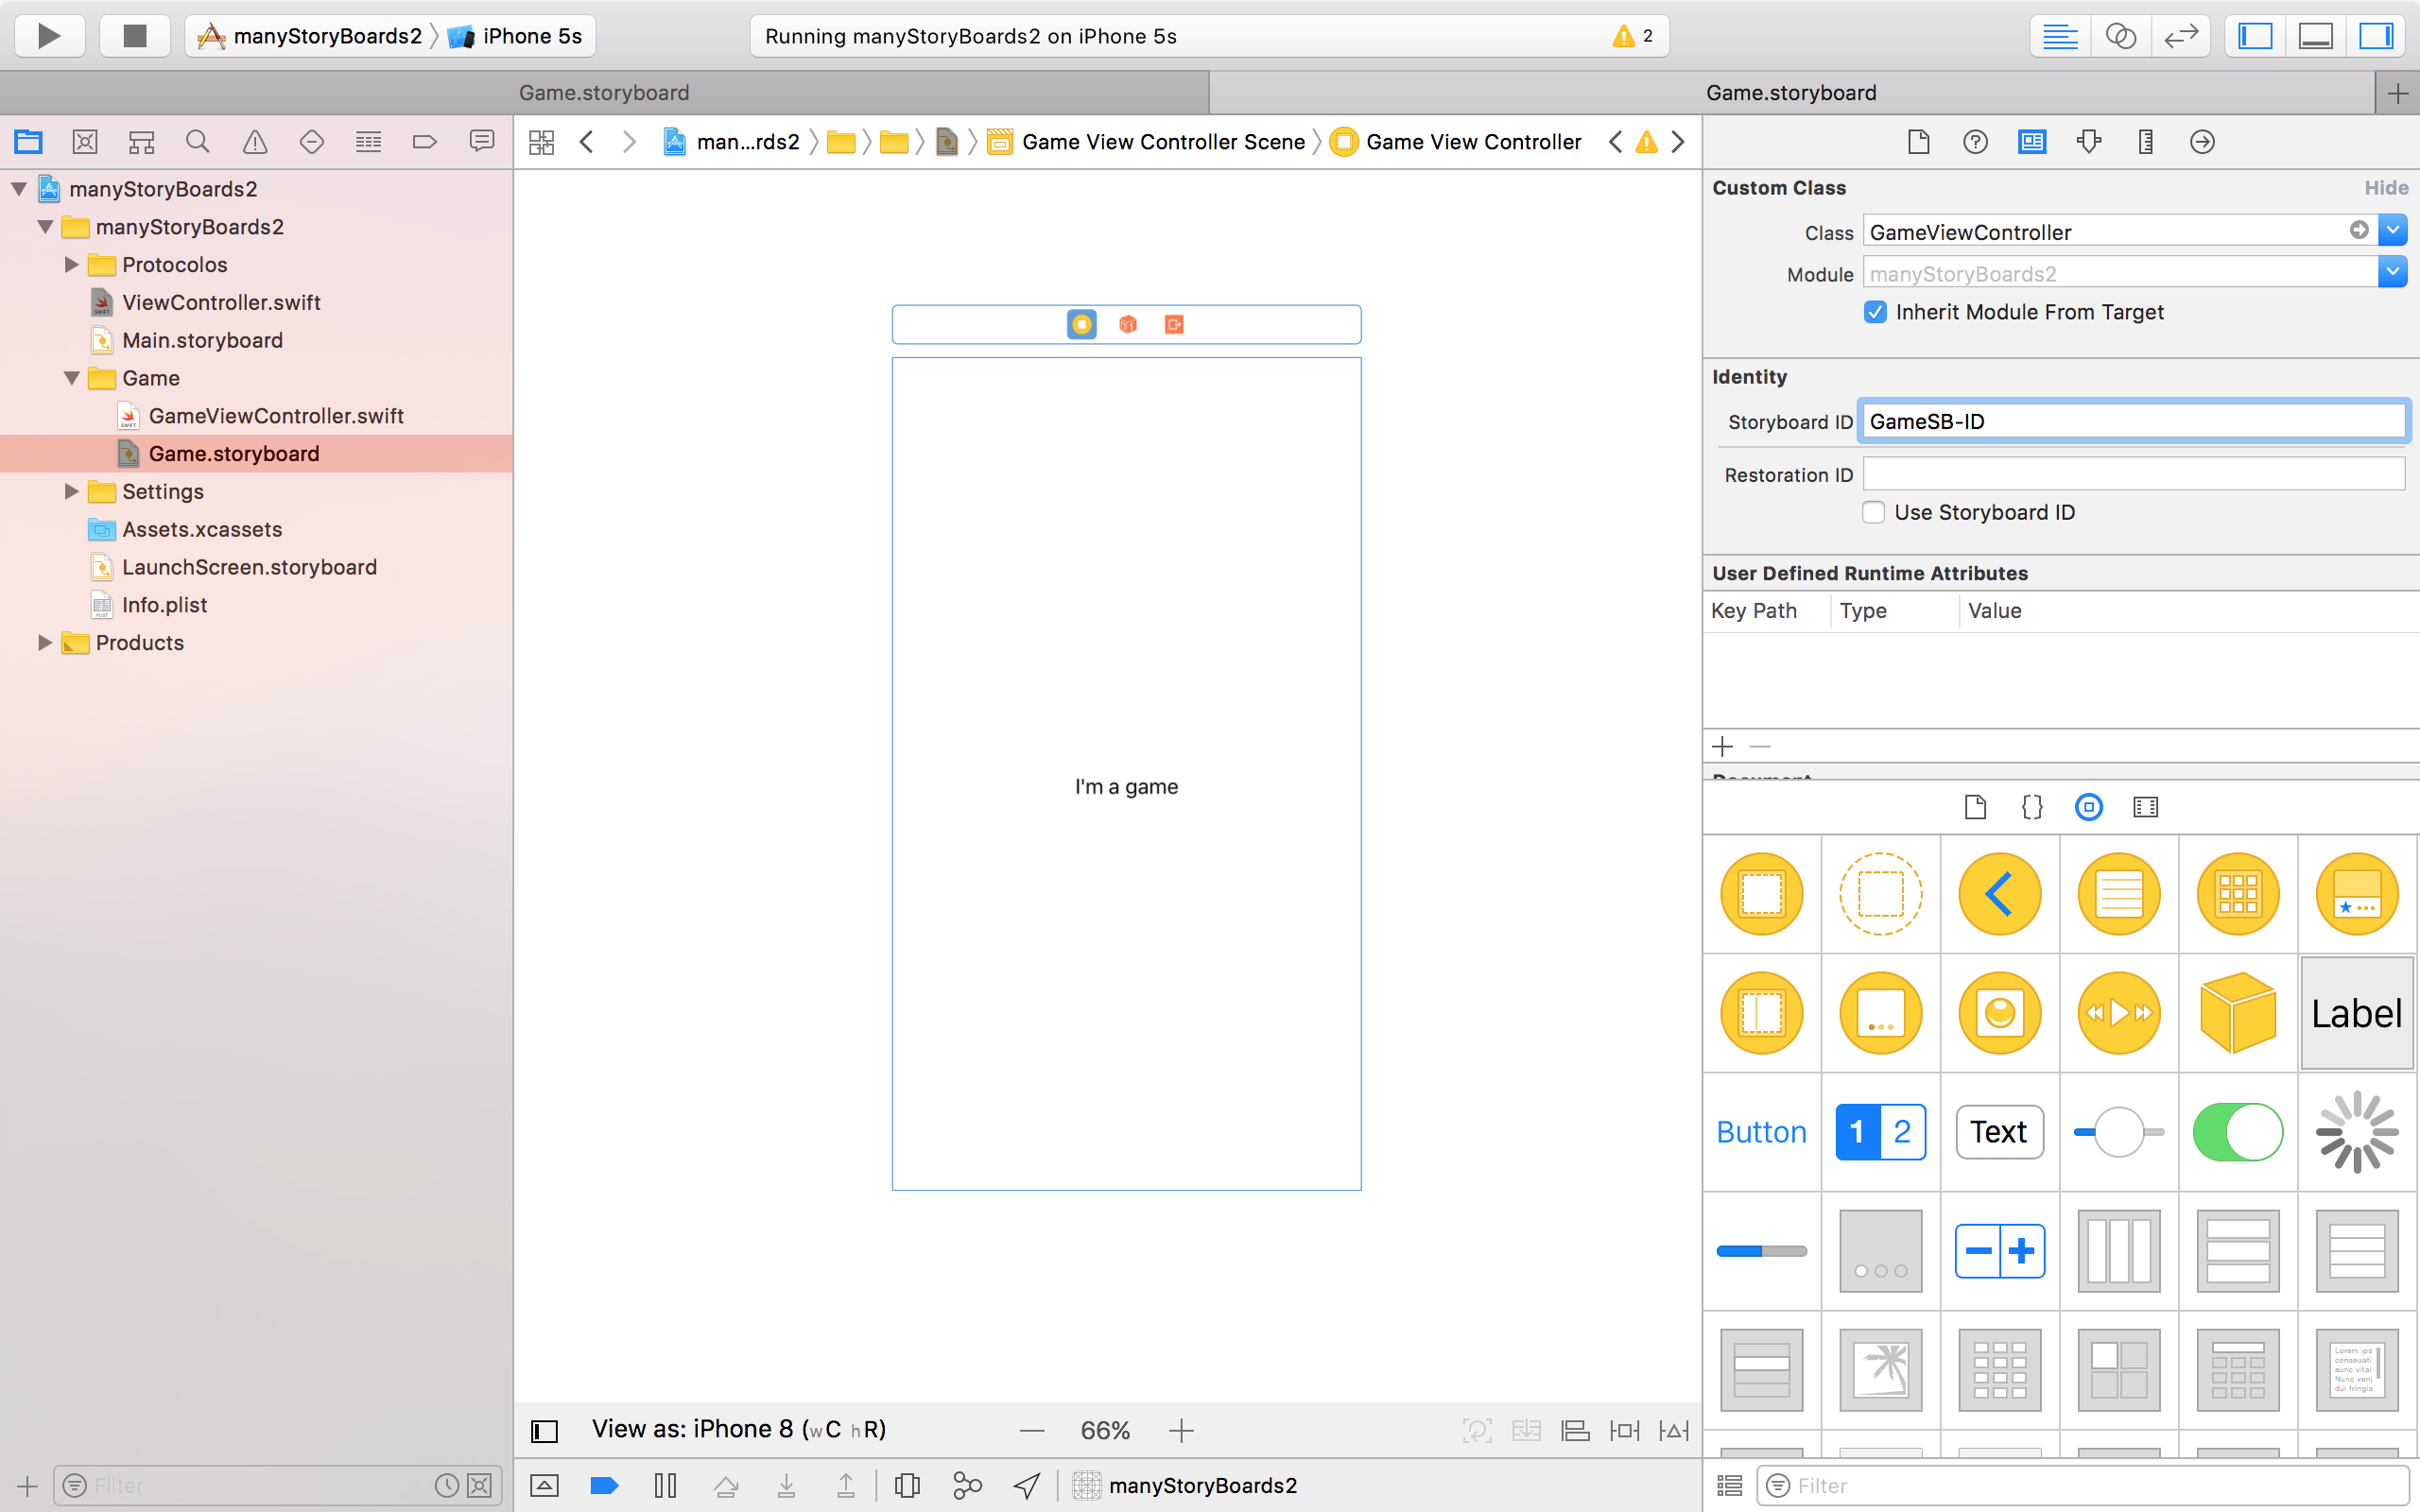 manyStoryBoards2 iPhone 5s
Running manyStoryBoards2 on iPhone 5s 2
Game.storyboard Game.storyboard
man...rds2 Game View Controller Scene Game View Controller
manyStoryBoards2
manyStoryBoards2
Protocolos
ViewController.swift
Main.storyboard
Game
GameViewController.swift
Game.storyboard
Settings
Assets.xcassets
LaunchScreen.storyboard
Info.plist
Products
Filter
I'm a game
View as: iPhone 8 (wC hR) 66%
manyStoryBoards2
Custom Class Hide
Class GameViewController
Module manyStoryBoards2
Inherit Module From Target
Identity
Storyboard ID GameSB-ID
Restoration ID
Use Storyboard ID
User Defined Runtime Attributes
Key Path Type Value
Document
Label
Button 1 2 Text
Lorem ips
Filter